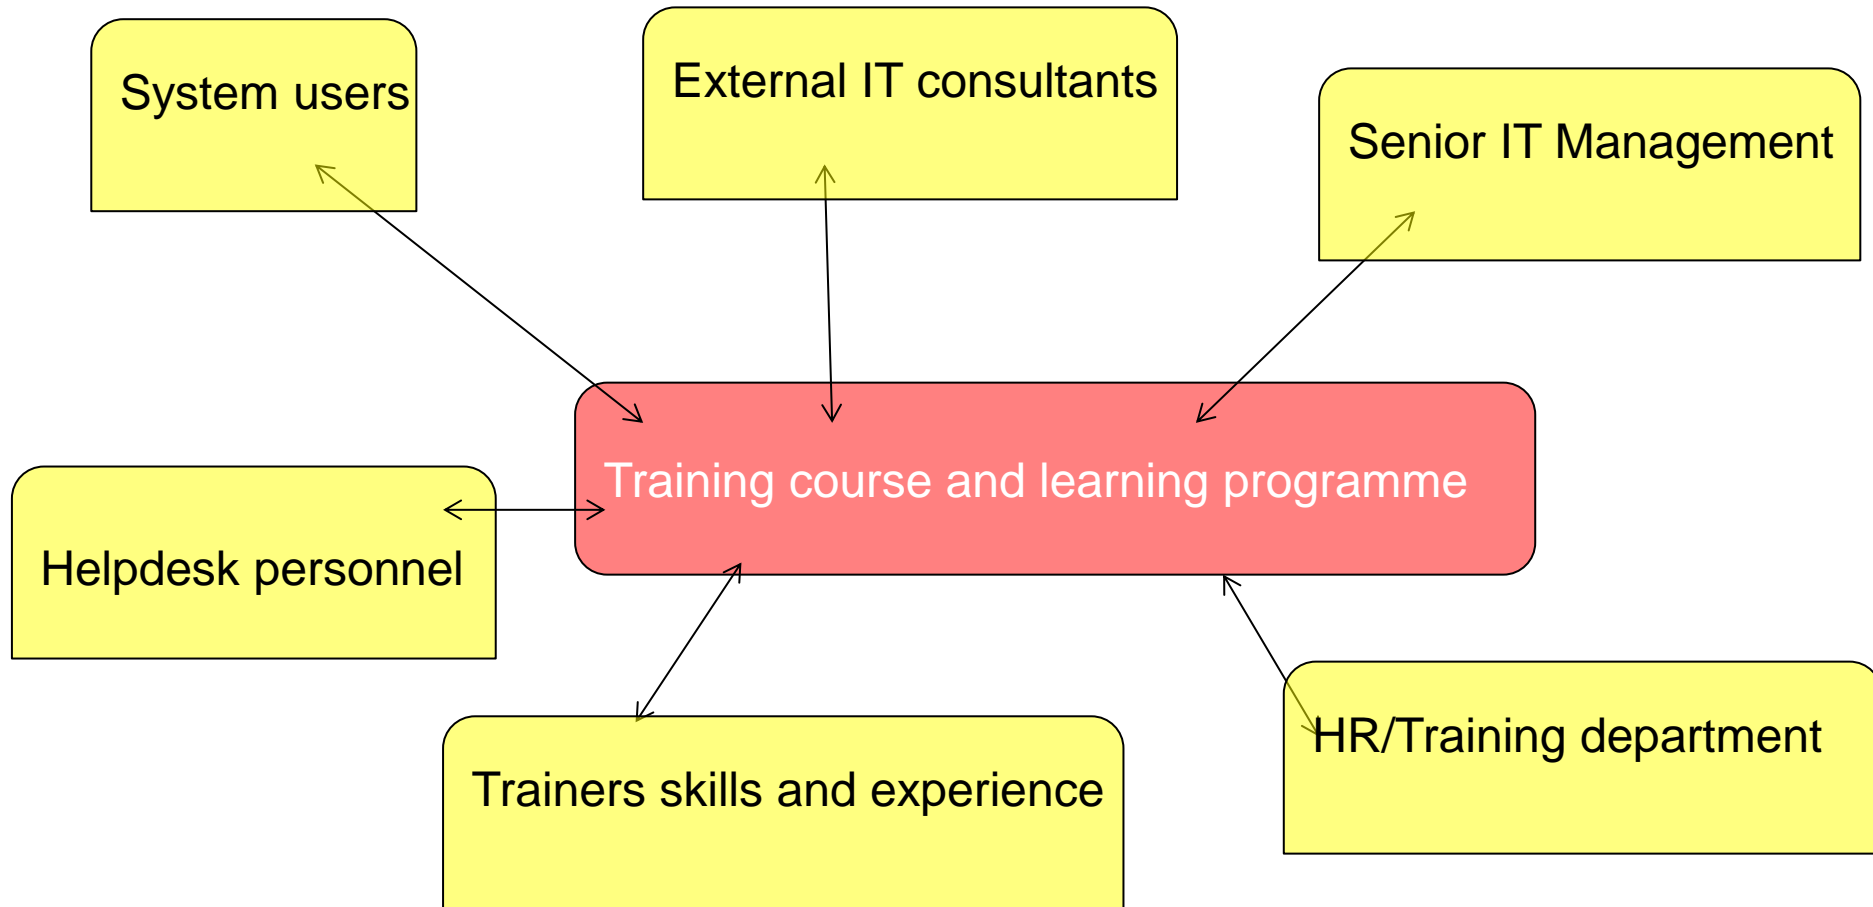 System users
External IT consultants
Senior IT Management
Training course and learning programme
Helpdesk personnel
Trainers skills and experience
HR/Training department